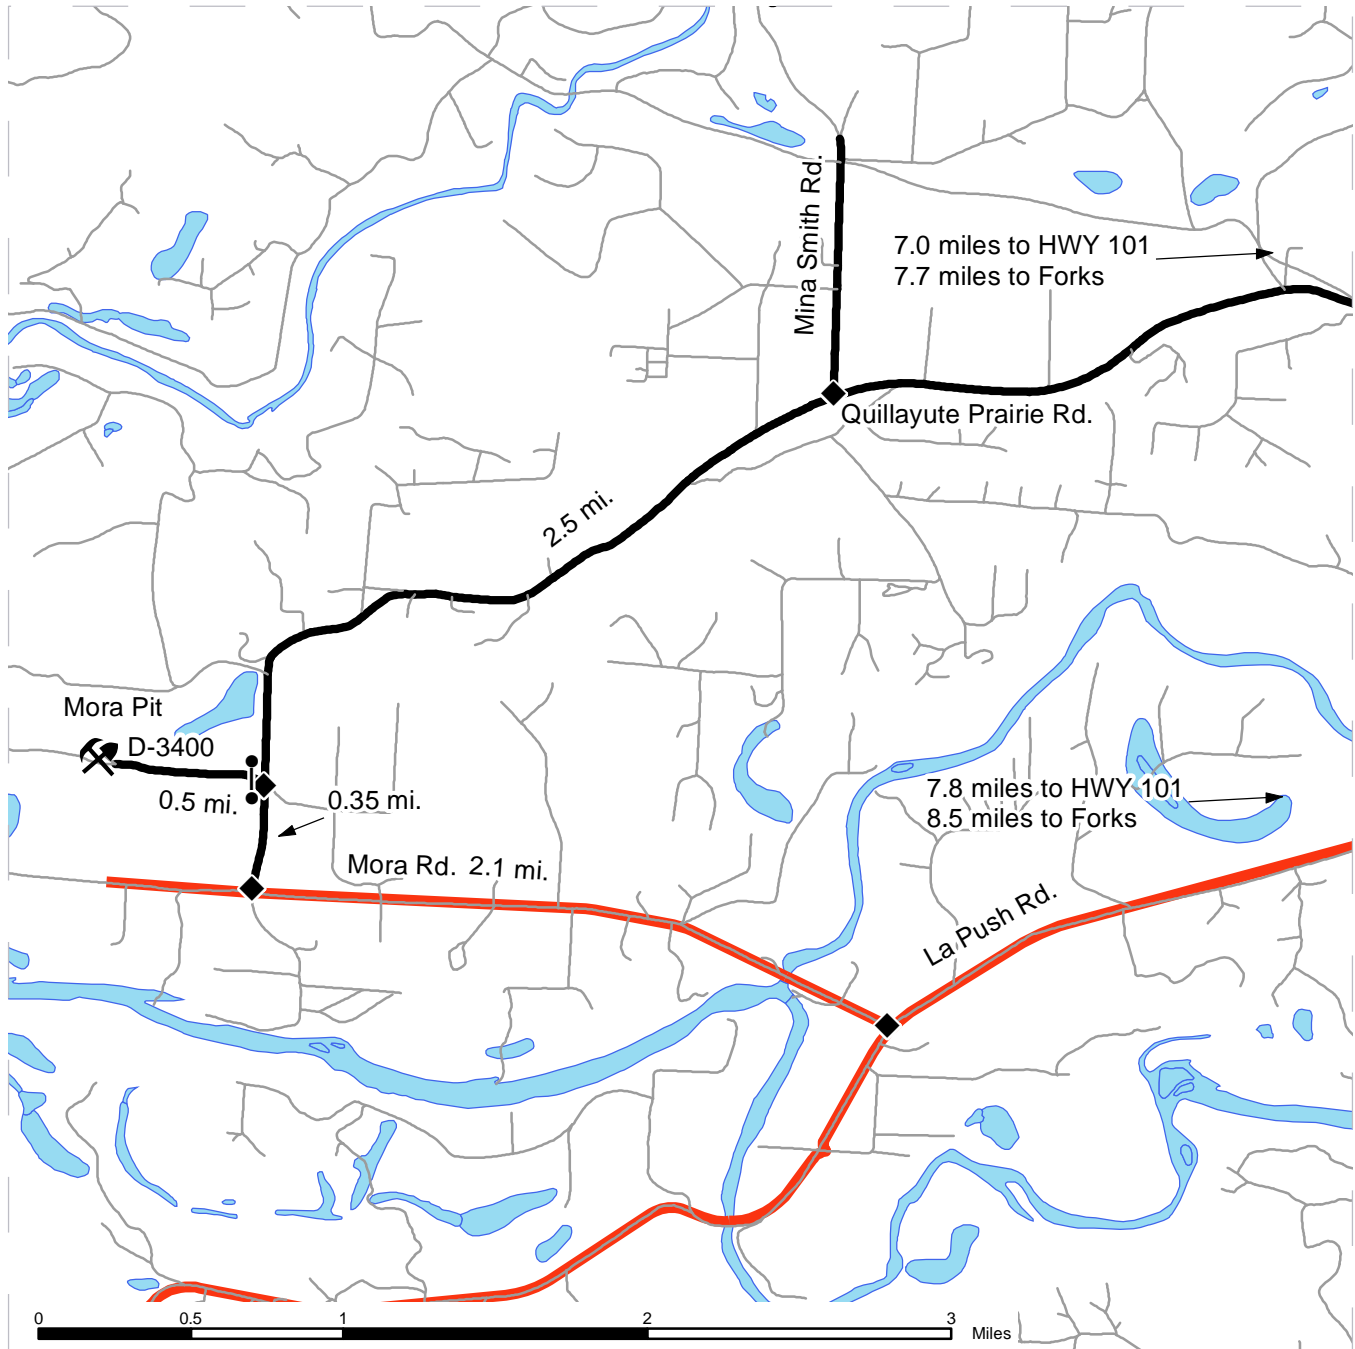 Mina Smith Rd.
7.0 miles to HWY 101
7.7 miles to Forks
Quillayute Prairie Rd.
2.5 mi.
Mora Pit
D-3400
0.5 mi.
0.35 mi.
7.8 miles to HWY 101
8.5 miles to Forks
Mora Rd. 2.1 mi.
La Push Rd.
0 0.5 1 2 3
Miles